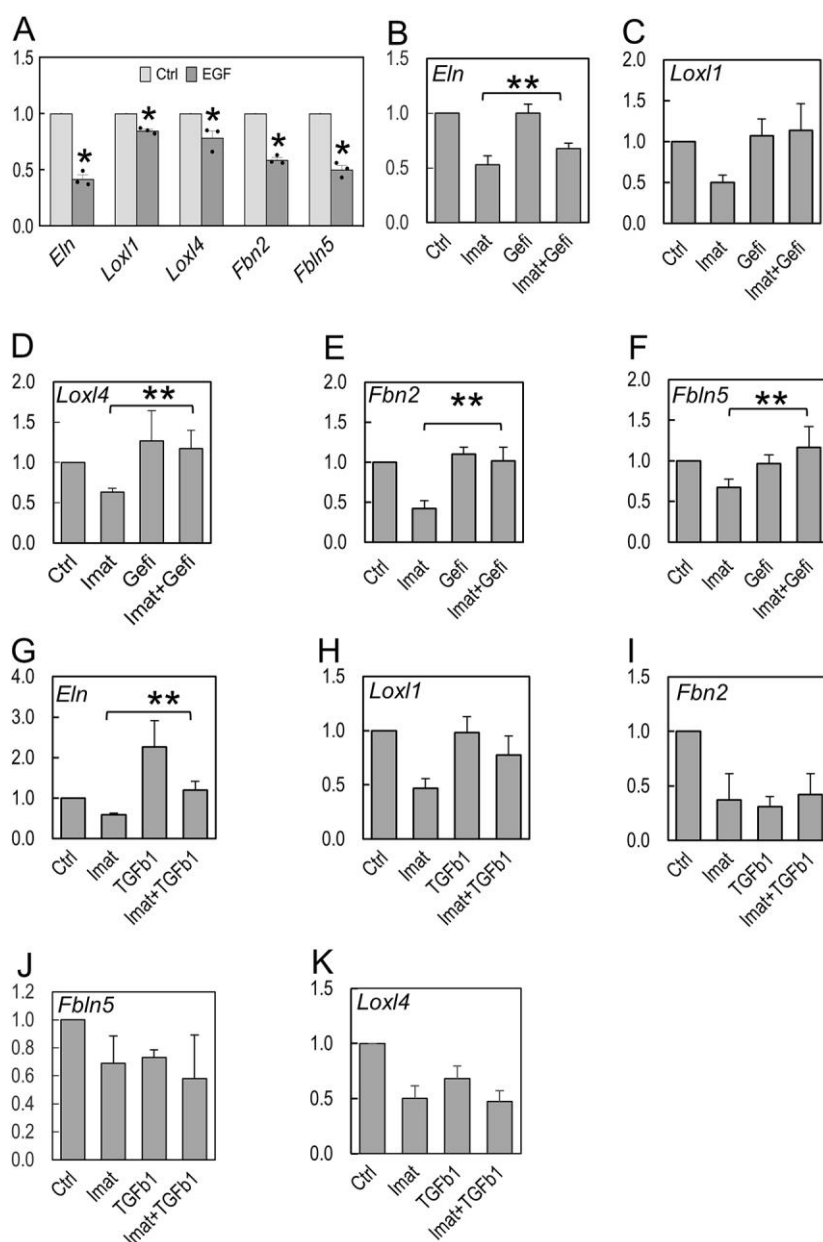 A
1.5
1.0
0.5
0.0
Ctrl EGF
* * * * *
Eln Loxl1 Loxl4 Fbn2 Fbln5
B
Eln
**
1.5
1.0
0.5
0.0
Ctrl Imat Gefi Imat+Gefi
C
Loxl1
2.0
1.5
1.0
0.5
0.0
Ctrl Imat Gefi Imat+Gefi
D
Loxl4
**
2.0
1.5
1.0
0.5
0.0
Ctrl Imat Gefi Imat+Gefi
E
Fbn2
**
2.0
1.5
1.0
0.5
0.0
Ctrl Imat Gefi Imat+Gefi
F
Fbln5
**
2.0
1.5
1.0
0.5
0.0
Ctrl Imat Gefi Imat+Gefi
G
Eln
**
4.0
3.0
2.0
1.0
0.0
Ctrl Imat TGFb1 Imat+TGFb1
H
Loxl1
1.5
1.0
0.5
0.0
Ctrl Imat TGFb1 Imat+TGFb1
I
Fbn2
1.5
1.0
0.5
0.0
Ctrl Imat TGFb1 Imat+TGFb1
J
Fbln5
1.2
1.0
0.8
0.6
0.4
0.2
0.0
Ctrl Imat TGFb1 Imat+TGFb1
K
Loxl4
1.5
1.0
0.5
0.0
Ctrl Imat TGFb1 Imat+TGFb1